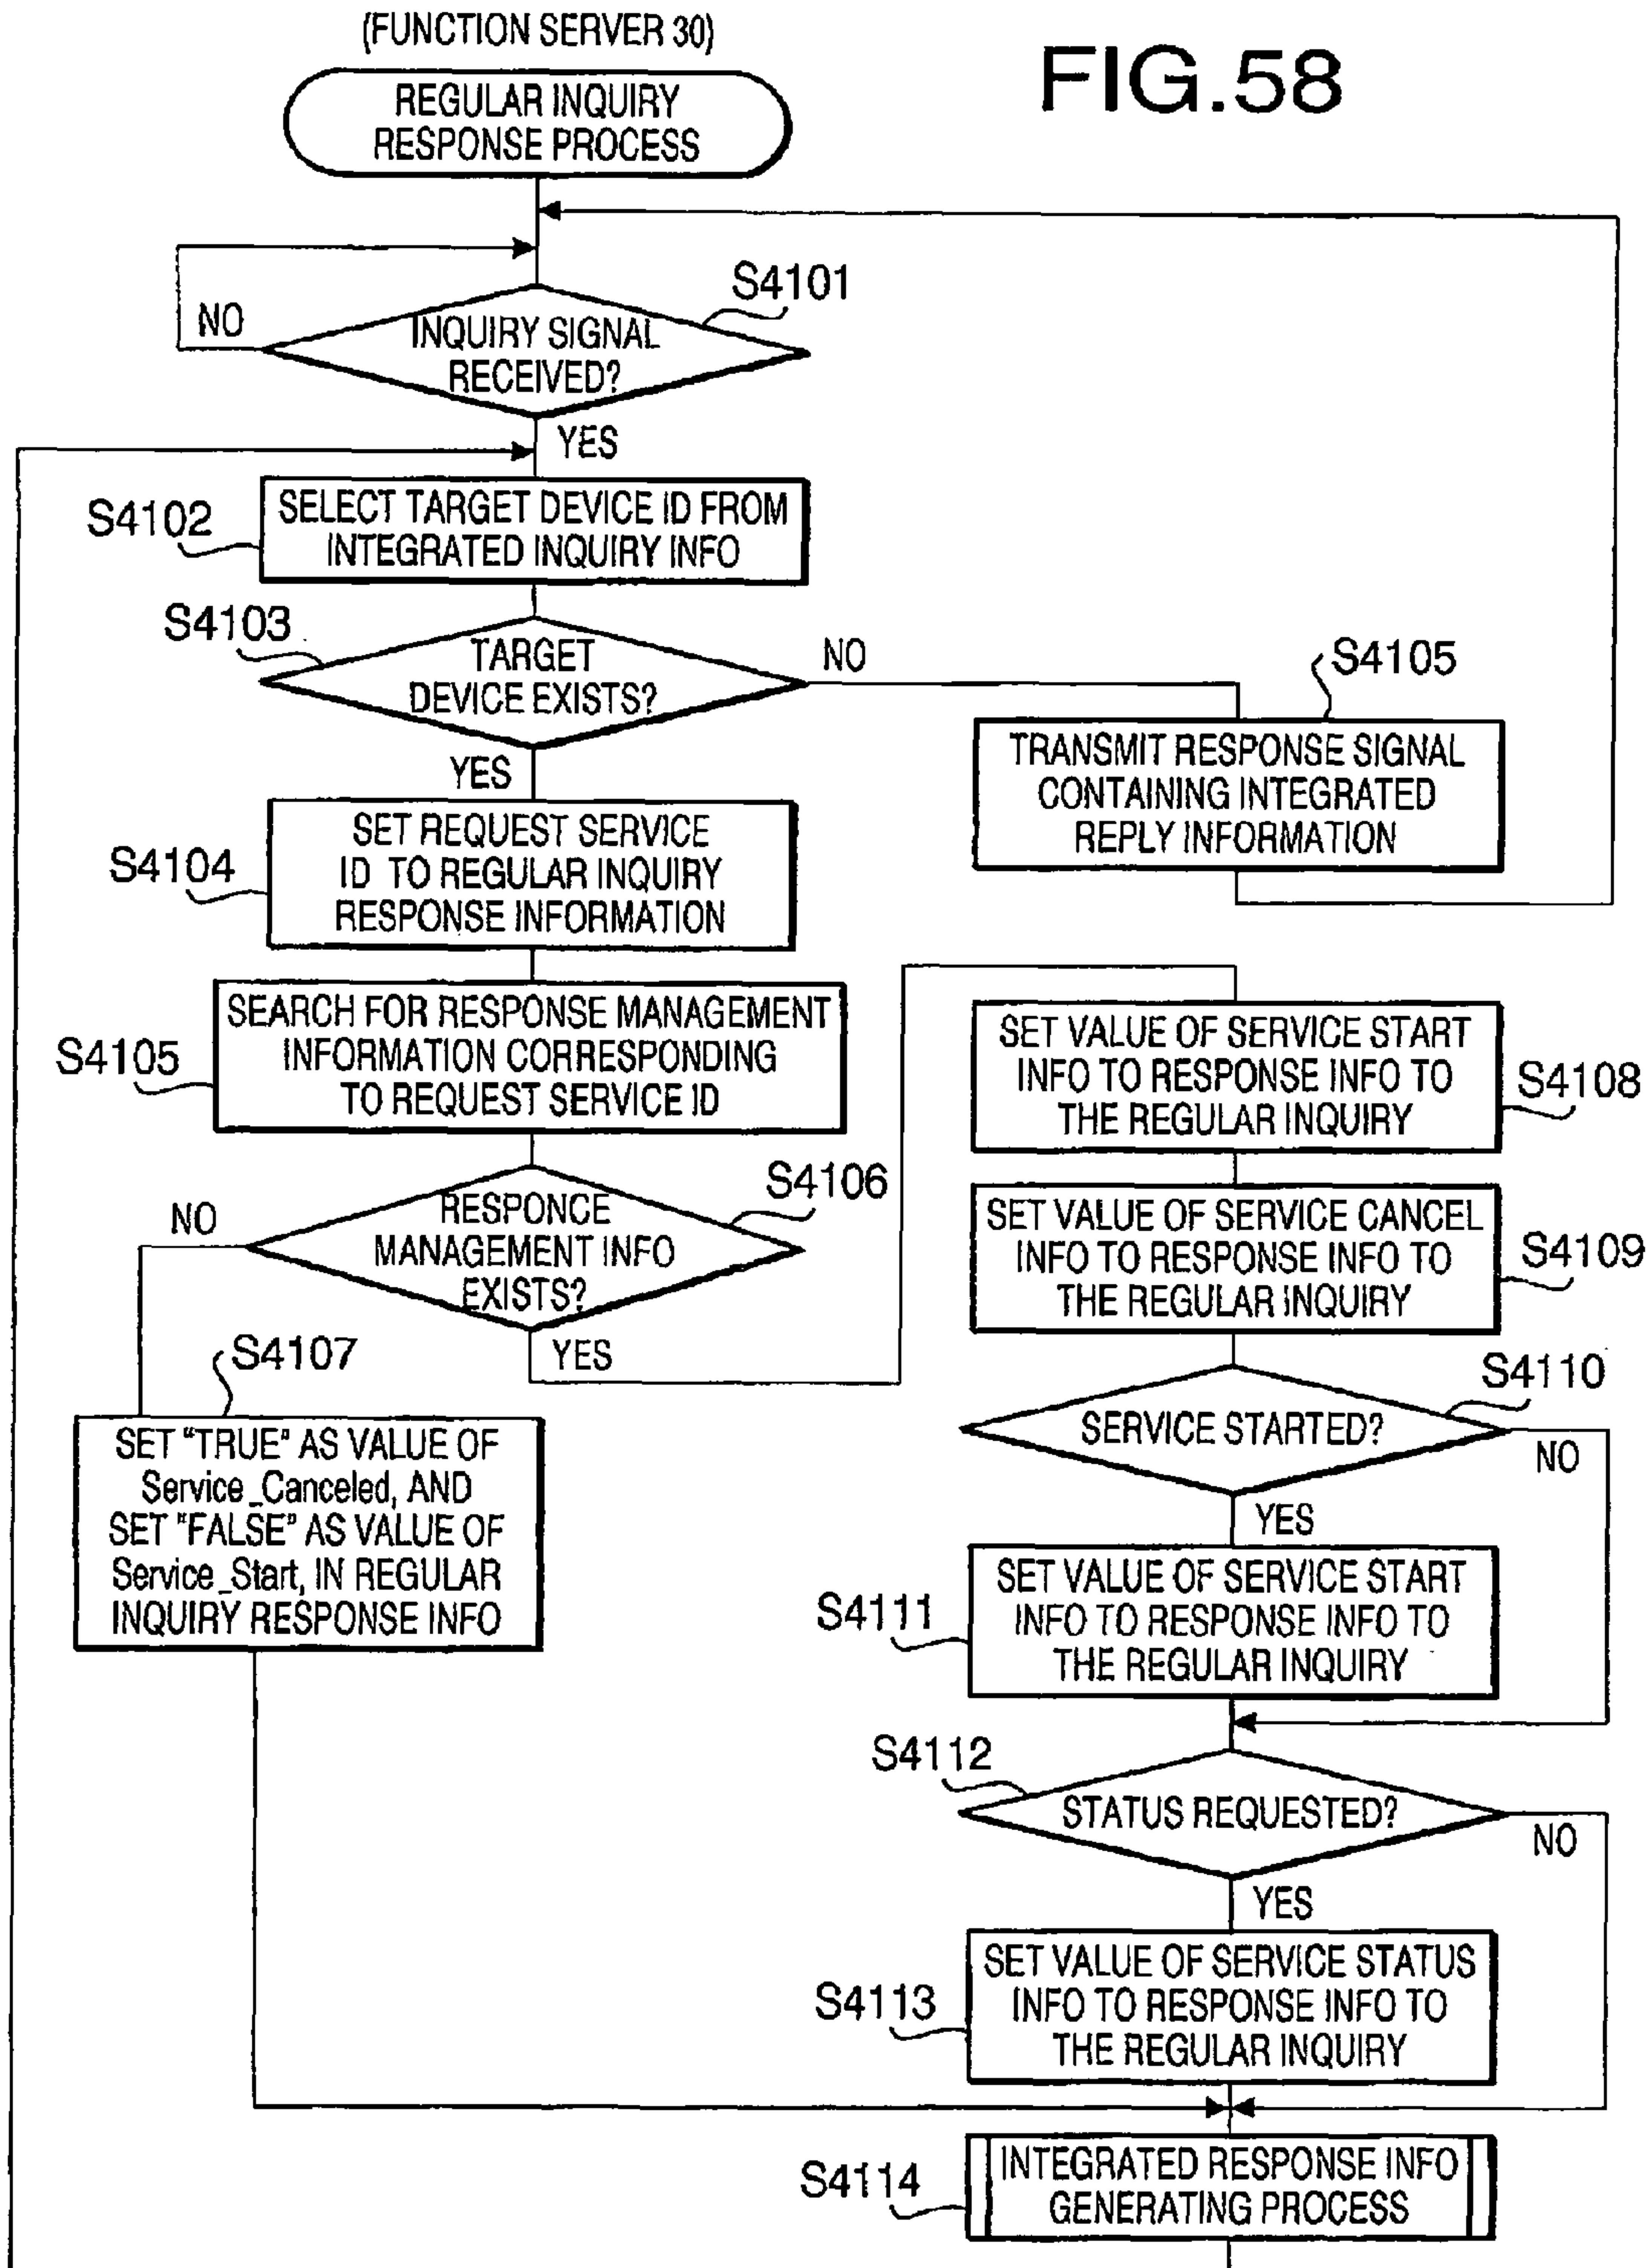 (FUNCTION SERVER 30)
FIG.58
REGULAR INQUIRY
RESPONSE PROCESS
S4101
NO
INQUIRY SIGNAL
RECEIVED?
YES
S4102
SELECT TARGET DEVICE ID FROM
INTEGRATED INQUIRY INFO
S4103
TARGET
DEVICE EXISTS?
NO
YES
S4105
TRANSMIT RESPONSE SIGNAL
CONTAINING INTEGRATED
REPLY INFORMATION
S4104
SET REQUEST SERVICE
ID TO REGULAR INQUIRY
RESPONSE INFORMATION
S4105
SEARCH FOR RESPONSE MANAGEMENT
INFORMATION CORRESPONDING
TO REQUEST SERVICE ID
S4106
NO
RESPONCE
MANAGEMENT INFO
EXISTS?
YES
S4107
SET "TRUE" AS VALUE OF
Service_Canceled, AND
SET "FALSE" AS VALUE OF
Service_Start, IN REGULAR
INQUIRY RESPONSE INFO
SET VALUE OF SERVICE START
INFO TO RESPONSE INFO TO
THE REGULAR INQUIRY
S4108
SET VALUE OF SERVICE CANCEL
INFO TO RESPONSE INFO TO
THE REGULAR INQUIRY
S4109
S4110
SERVICE STARTED?
NO
YES
S4111
SET VALUE OF SERVICE START
INFO TO RESPONSE INFO TO
THE REGULAR INQUIRY
S4112
STATUS REQUESTED?
NO
YES
S4113
SET VALUE OF SERVICE STATUS
INFO TO RESPONSE INFO TO
THE REGULAR INQUIRY
S4114
INTEGRATED RESPONSE INFO
GENERATING PROCESS